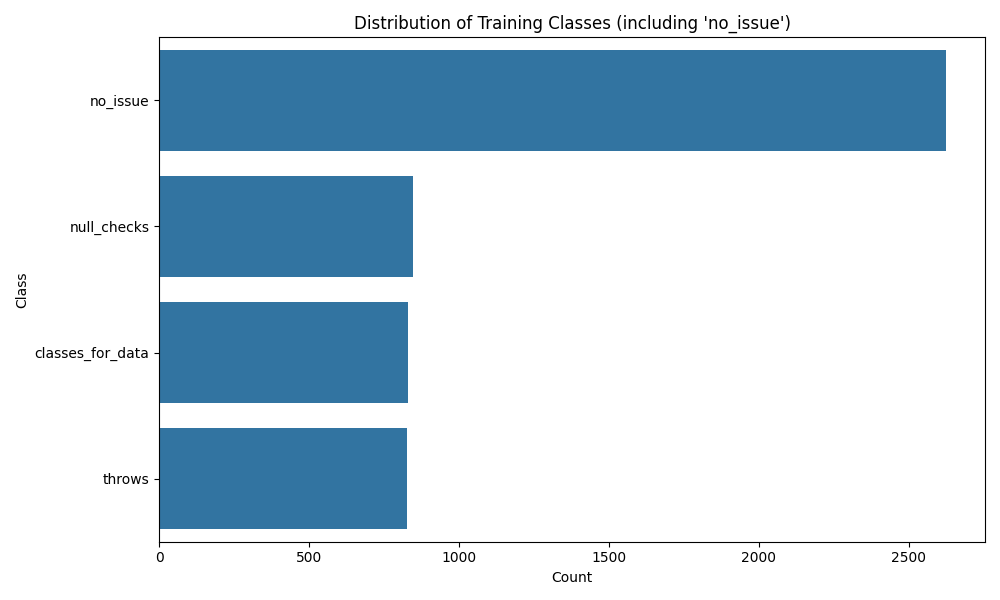 Distribution of Training Classes (including 'no_issue')
Class
no_issue
null_checks
classes_for_data
throws
0 500 1000 1500 2000 2500
Count